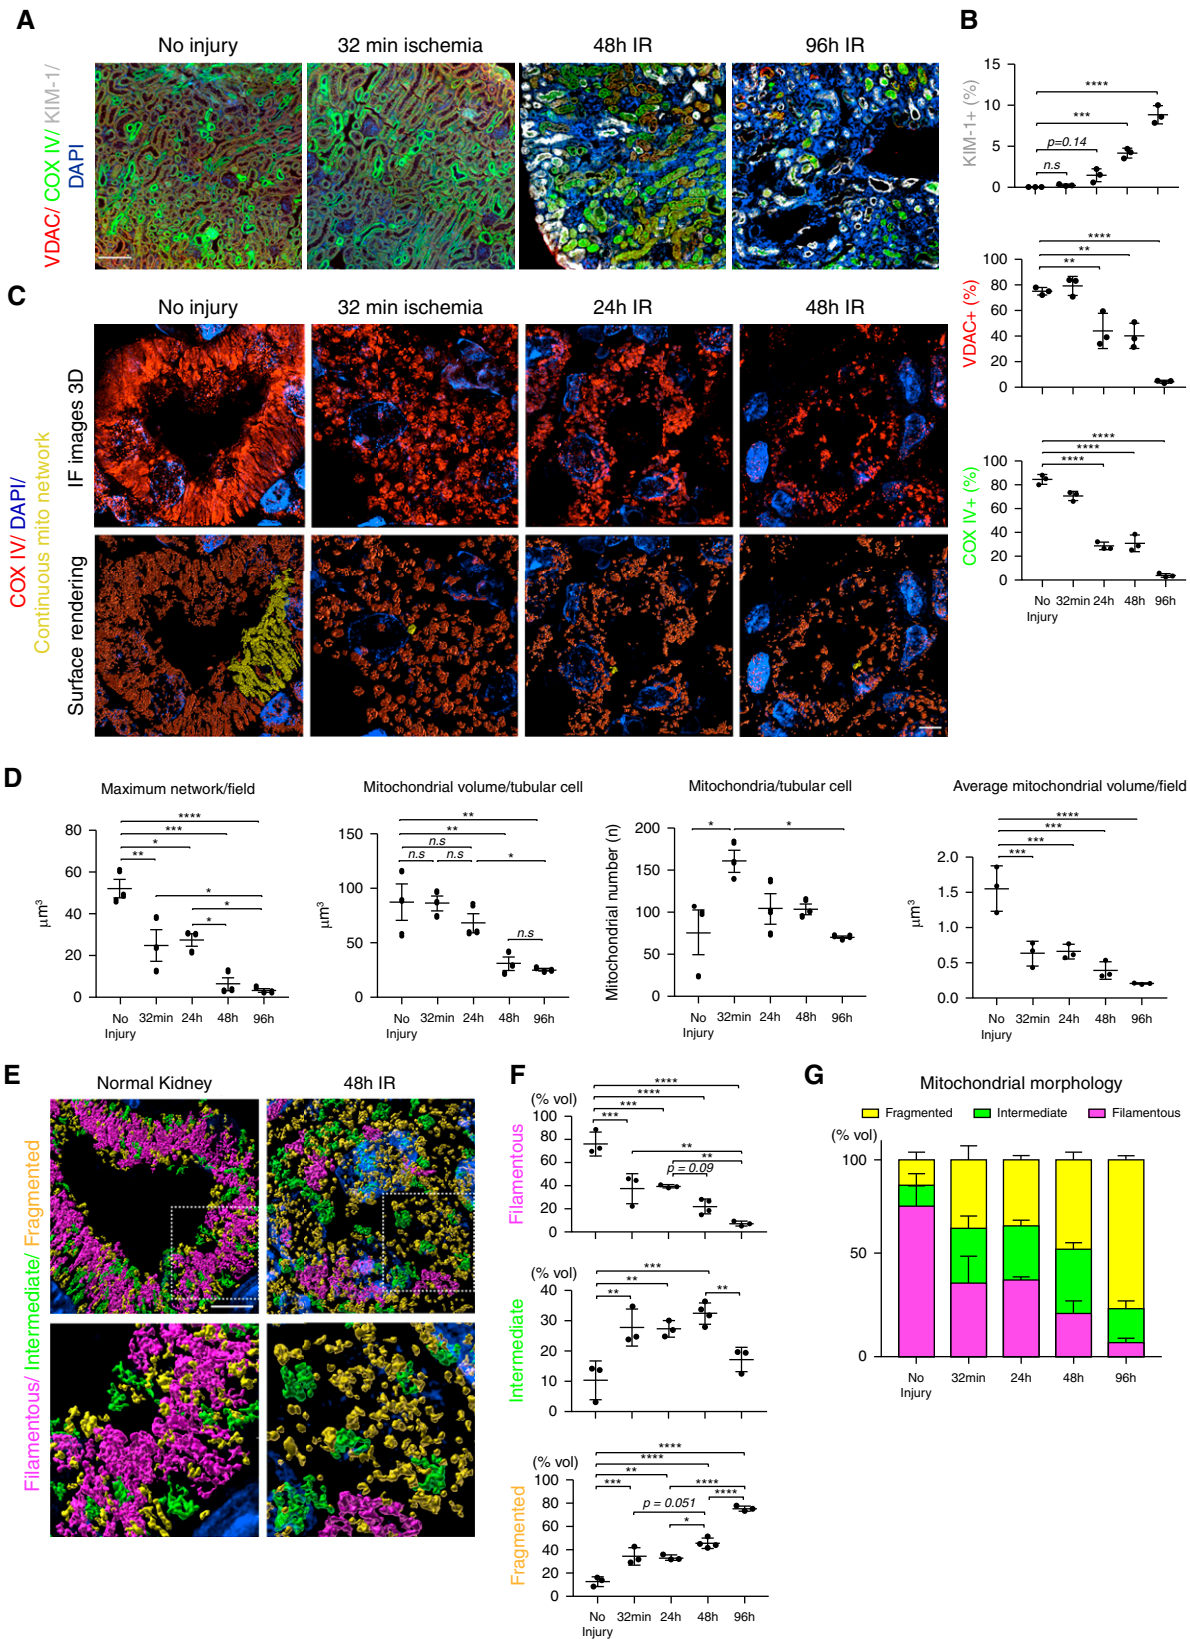 A
No injury
32 min ischemia
48h IR
96h IR
VDAC/ COX IV/ KIM-1/
DAPI
B
KIM-1+ (%)
15
10
5
0
****
***
p=0.14
n.s
VDAC+ (%)
100
80
60
40
20
0
****
**
**
COX IV+ (%)
100
80
60
40
20
0
****
****
****
No
Injury
32min
24h
48h
96h
C
No injury
32 min ischemia
24h IR
48h IR
COX IV/ DAPI/
Continuous mito network
IF images 3D
Surface rendering
D
Maximum network/field
μm³
80
60
40
20
0
****
***
*
**
*
*
*
No
Injury
32min
24h
48h
96h
Mitochondrial volume/tubular cell
μm³
150
100
50
0
**
**
n.s
n.s
n.s
*
n.s
No
Injury
32min
24h
48h
96h
Mitochondria/tubular cell
Mitochondrial number (n)
200
150
100
50
0
*
*
No
Injury
32min
24h
48h
96h
Average mitochondrial volume/field
μm³
2.0
1.5
1.0
0.5
0.0
****
***
***
***
No
Injury
32min
24h
48h
96h
E
Normal Kidney
48h IR
Filamentous/ Intermediate/ Fragmented
F
(% vol)
Filamentous
100
80
60
40
20
0
****
****
***
***
**
**
p = 0.09
(% vol)
Intermediate
40
30
20
10
0
***
**
**
**
(% vol)
Fragmented
100
80
60
40
20
0
****
****
**
***
****
****
p = 0.051
*
No
Injury
32min
24h
48h
96h
G
Mitochondrial morphology
Fragmented
Intermediate
Filamentous
(% vol)
100
50
0
No
Injury
32min
24h
48h
96h